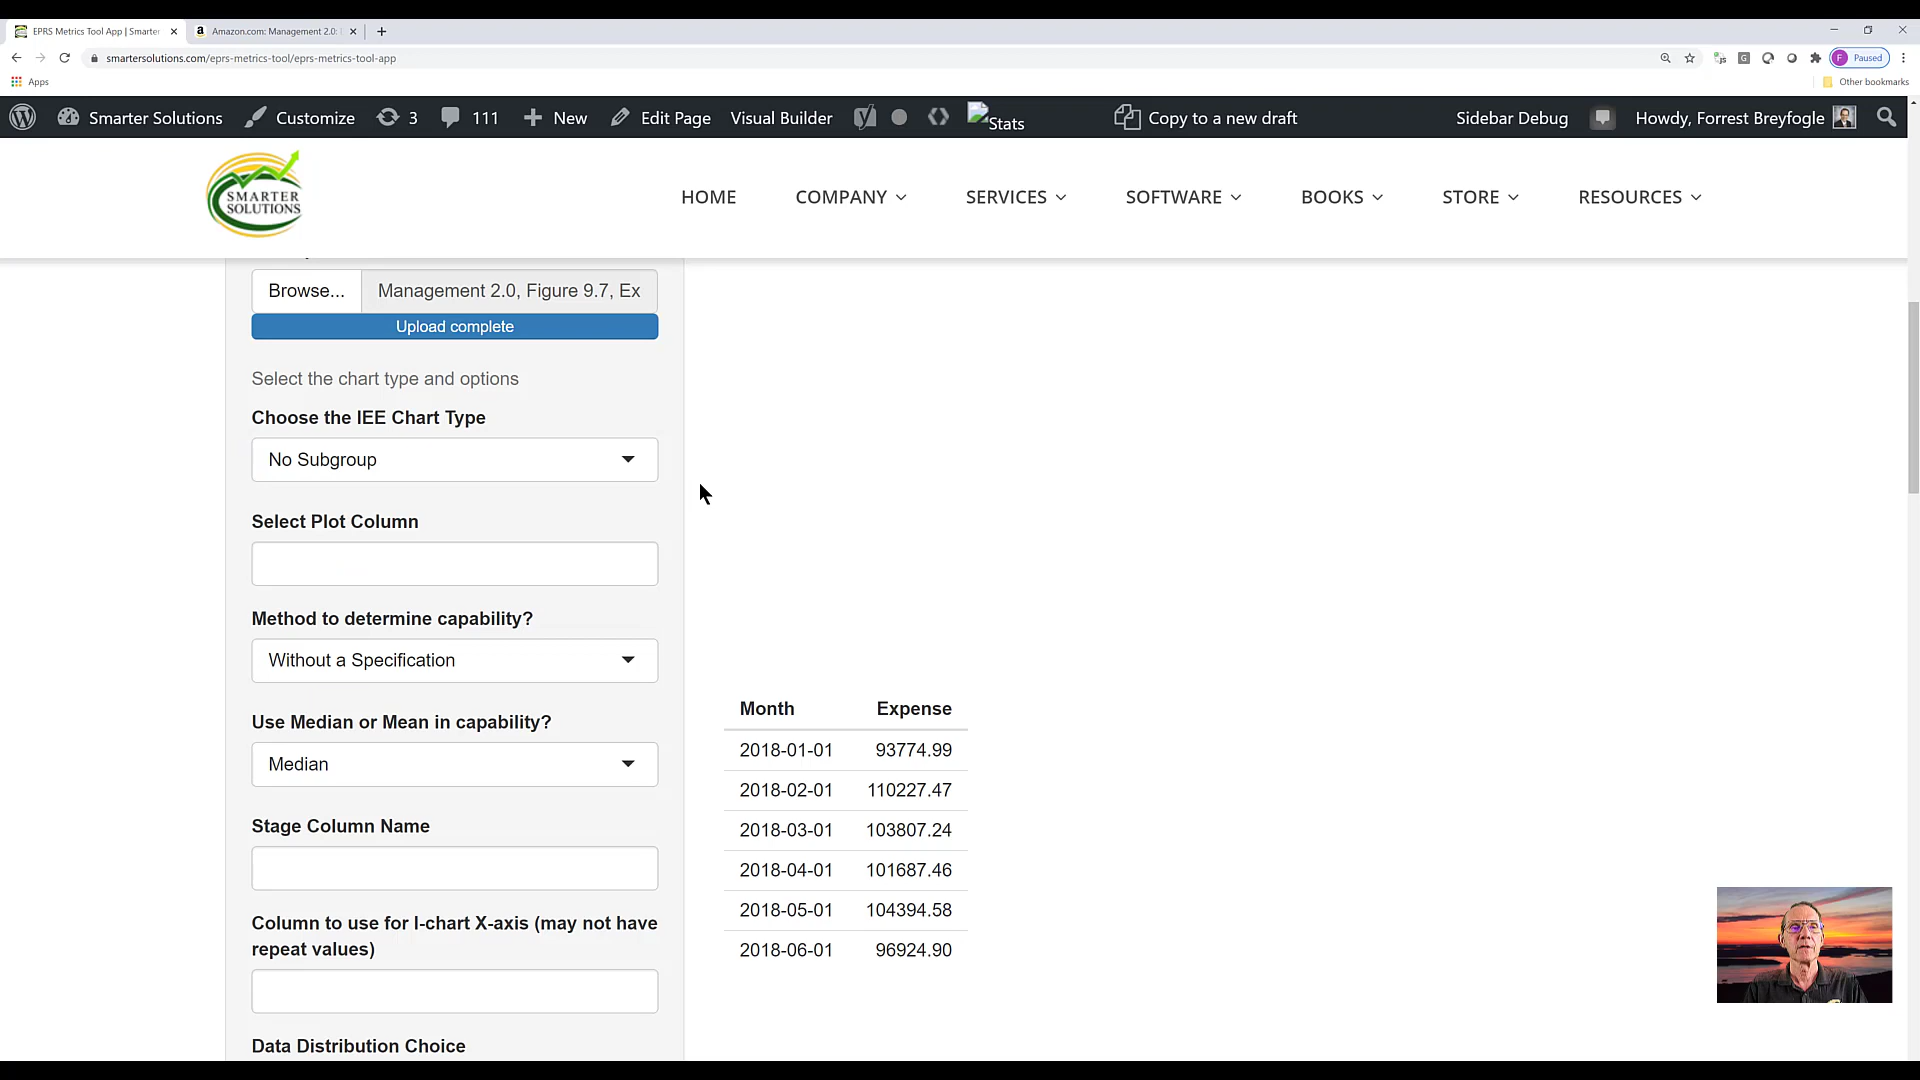 EPRS Metrics Tool App | Smarter
Amazon.com: Management 2.0:
smartersolutions.com/eprs-metrics-tool/eprs-metrics-tool-app
F Paused
Apps
Other bookmarks
Smarter Solutions
Customize
3
111
New
Edit Page
Visual Builder
Stats
Copy to a new draft
Sidebar Debug
Howdy, Forrest Breyfogle
SMARTER
SOLUTIONS
HOME
COMPANY
SERVICES
SOFTWARE
BOOKS
STORE
RESOURCES
Browse...
Management 2.0, Figure 9.7, Ex
Upload complete
Select the chart type and options
Choose the IEE Chart Type
No Subgroup
Select Plot Column
Method to determine capability?
Without a Specification
Use Median or Mean in capability?
Median
Stage Column Name
Column to use for I-chart X-axis (may not have
repeat values)
Data Distribution Choice
Month Expense
2018-01-01 93774.99
2018-02-01 110227.47
2018-03-01 103807.24
2018-04-01 101687.46
2018-05-01 104394.58
2018-06-01 96924.90